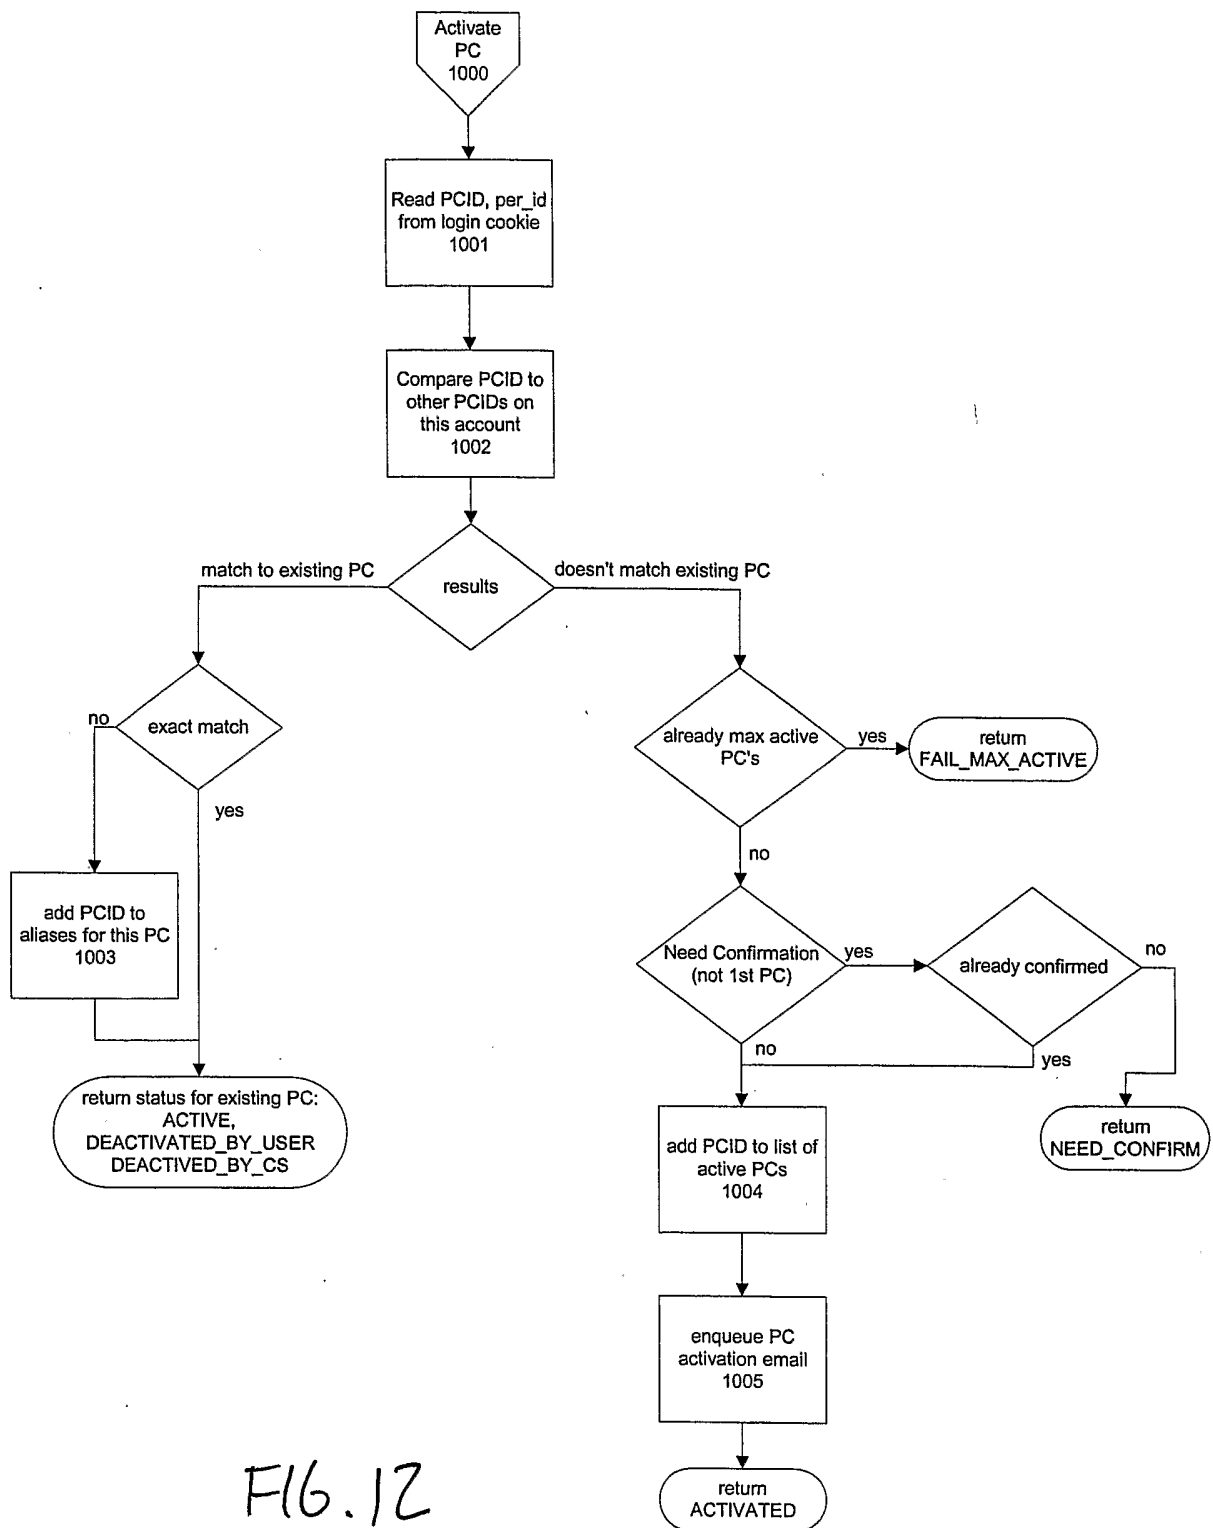 Activate
PC
1000
Read PCID, per_id
from login cookie
1001
Compare PCID to
other PCIDs on
this account
1002
match to existing PC
results
doesn't match existing PC
no
exact match
yes
already max active
PC's
yes
return
FAIL_MAX_ACTIVE
no
add PCID to
aliases for this PC
1003
Need Confirmation
(not 1st PC)
yes
already confirmed
no
no
yes
return status for existing PC:
ACTIVE,
DEACTIVATED_BY_USER
DEACTIVED_BY_CS
add PCID to list of
active PCs
1004
return
NEED_CONFIRM
enqueue PC
activation email
1005
return
ACTIVATED
FIG. 12